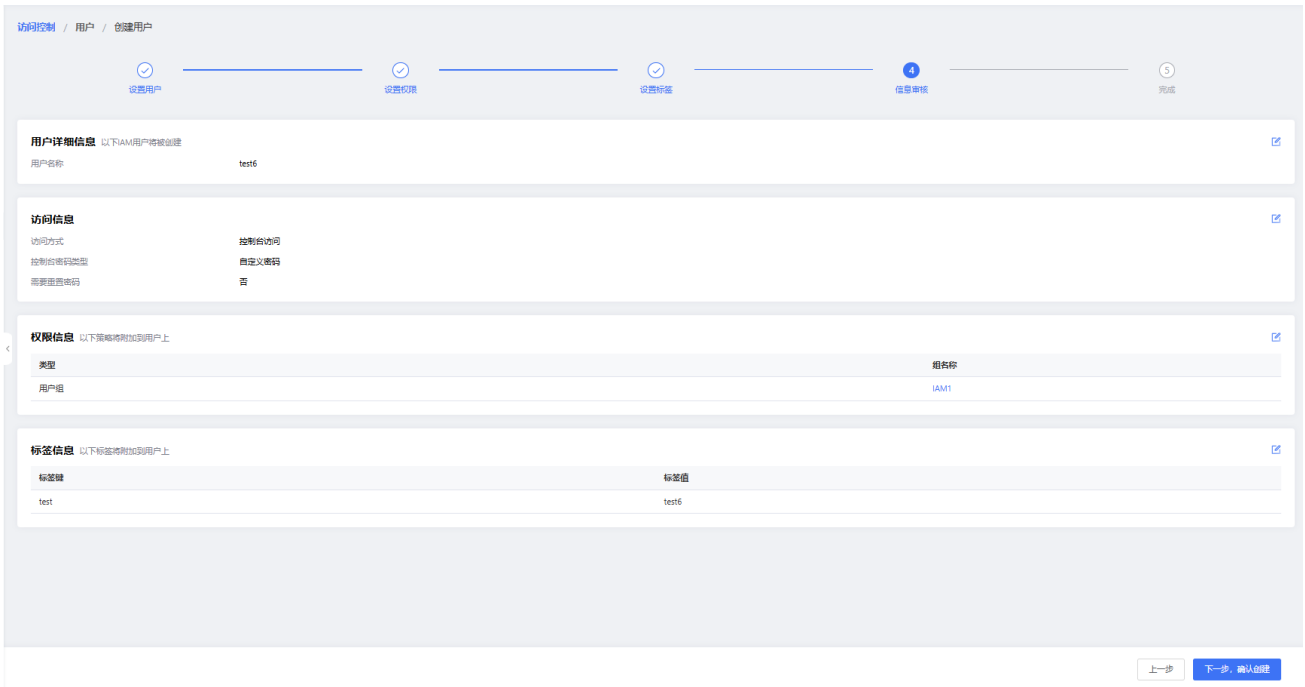 访问控制 / 用户 / 创建用户
设置用户 设置权限 设置标签 4 信息审核 5 完成
用户详细信息 以下IAM用户将被创建
用户名称 test6
访问信息
访问方式 控制台访问
控制台密码类型 自定义密码
需要重置密码 否
权限信息 以下策略将附加到用户上
类型 组名称
用户组 IAM1
标签信息 以下标签将附加到用户上
标签键 标签值
test test6
上一步 下一步，确认创建